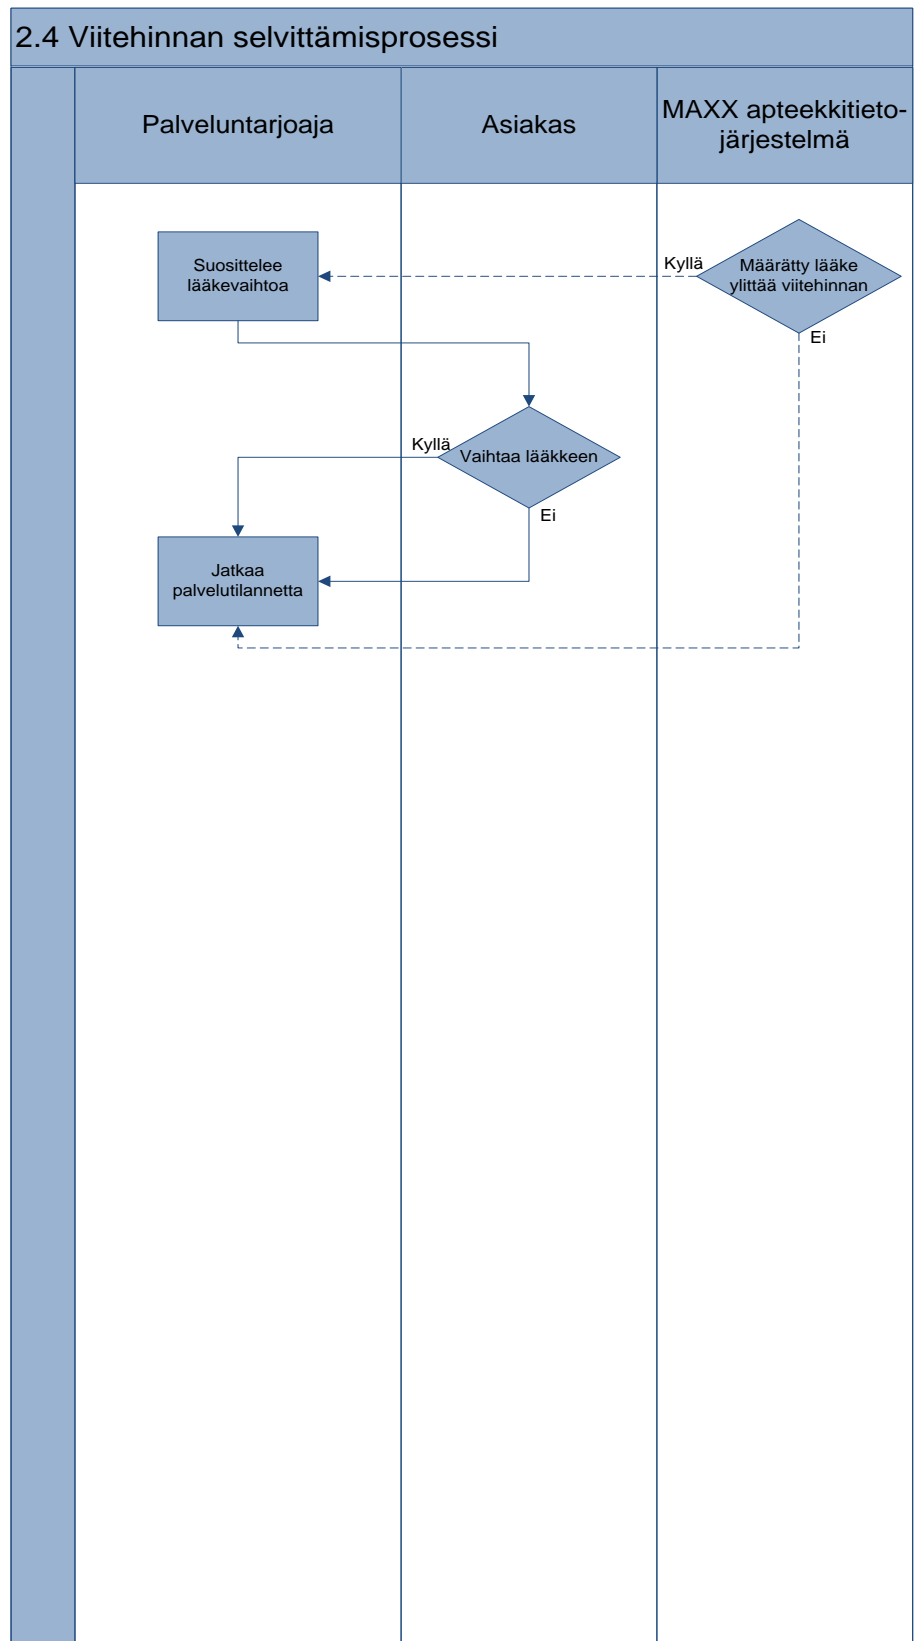 2.4 Viitehinnan selvittämisprosessi
Palveluntarjoaja
Asiakas
MAXX apteekkitieto-
järjestelmä
Suosittelee
lääkevaihtoa
Kyllä
Määrätty lääke
ylittää viitehinnan
Ei
Kyllä
Vaihtaa lääkkeen
Ei
Jatkaa
palvelutilannetta